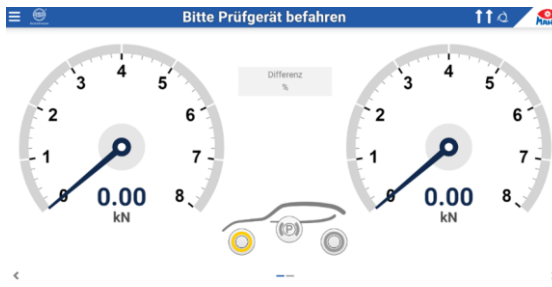 Bitte Prüfgerät befahren
MAHA
Differenz
%
0 1 2 3 4 5 6 7 8
0.00
kN
0 1 2 3 4 5 6 7 8
0.00
kN
(P)